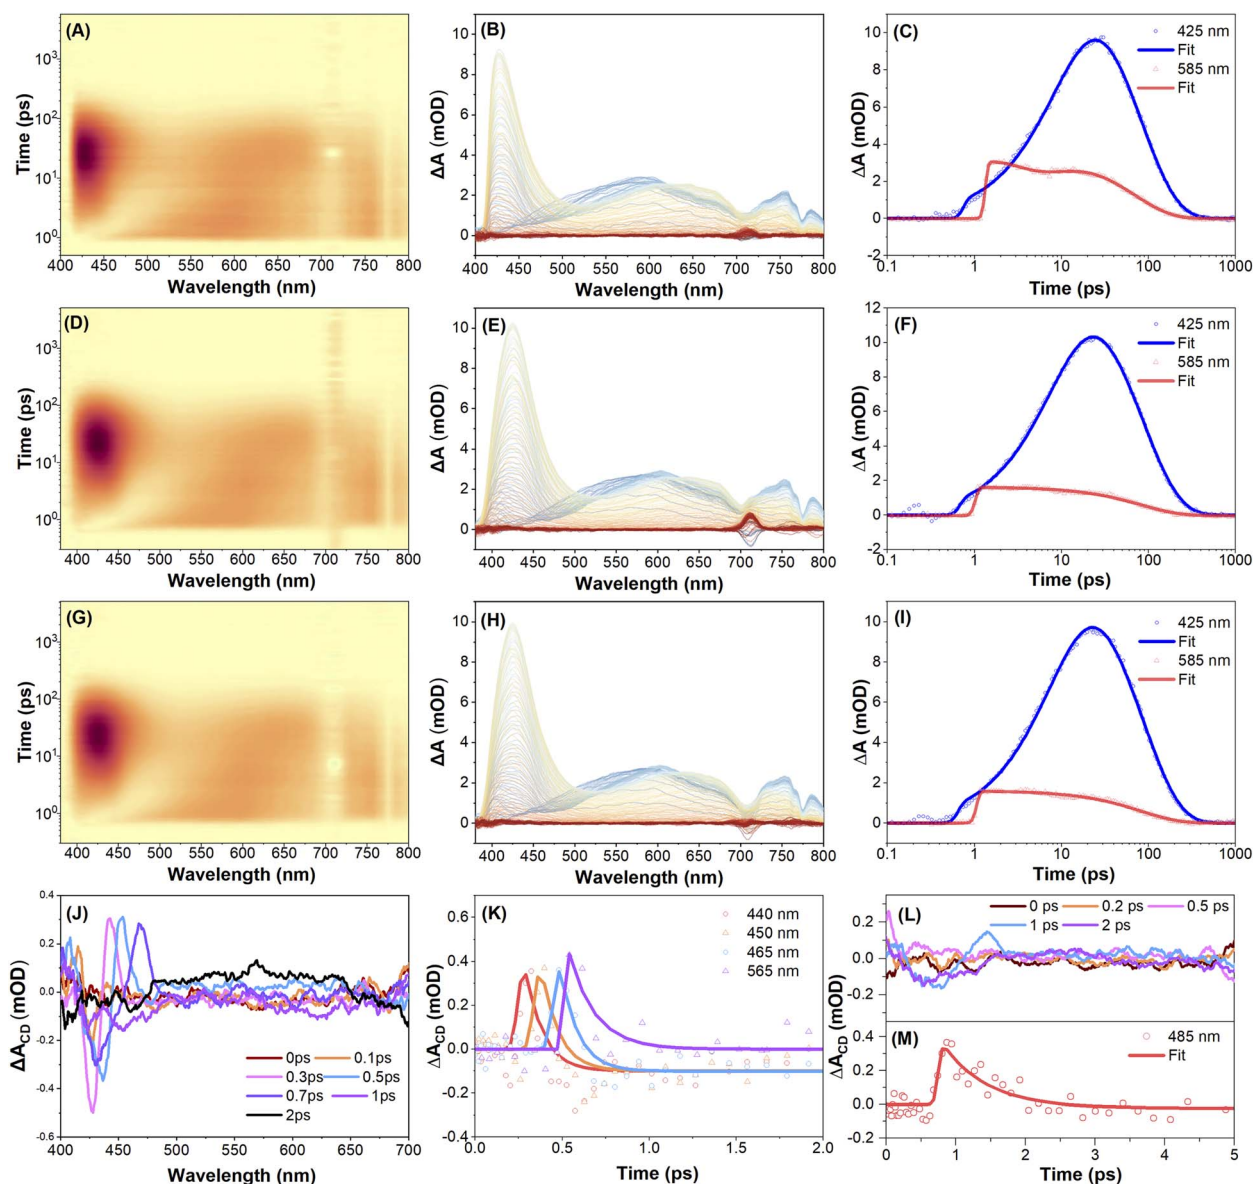 (A)
Time (ps)
10³
10²
10¹
10⁰
400 450 500 550 600 650 700 750 800
Wavelength (nm)
(B)
ΔA (mOD)
10
8
6
4
2
0
400 450 500 550 600 650 700 750 800
Wavelength (nm)
(C)
425 nm
Fit
585 nm
Fit
ΔA (mOD)
10
8
6
4
2
0
-2
0.1 1 10 100 1000
Time (ps)
(D)
Time (ps)
10³
10²
10¹
10⁰
400 450 500 550 600 650 700 750 800
Wavelength (nm)
(E)
ΔA (mOD)
10
8
6
4
2
0
400 450 500 550 600 650 700 750 800
Wavelength (nm)
(F)
425 nm
Fit
585 nm
Fit
ΔA (mOD)
12
10
8
6
4
2
0
-2
0.1 1 10 100 1000
Time (ps)
(G)
Time (ps)
10³
10²
10¹
10⁰
400 450 500 550 600 650 700 750 800
Wavelength (nm)
(H)
ΔA (mOD)
10
8
6
4
2
0
400 450 500 550 600 650 700 750 800
Wavelength (nm)
(I)
425 nm
Fit
585 nm
Fit
ΔA (mOD)
10
8
6
4
2
0
0.1 1 10 100 1000
Time (ps)
(J)
ΔA_CD (mOD)
0.4
0.2
0.0
-0.2
-0.4
-0.6
0ps 0.1ps
0.3ps 0.5ps
0.7ps 1ps
2ps
400 450 500 550 600 650 700
Wavelength (nm)
(K)
440 nm
450 nm
465 nm
565 nm
ΔA_CD (mOD)
0.6
0.4
0.2
0.0
-0.2
-0.4
0.0 0.5 1.0 1.5 2.0
Time (ps)
(L)
0 ps 0.2 ps 0.5 ps
1 ps 2 ps
ΔA_CD (mOD)
0.2
0.0
-0.2
(M)
485 nm
Fit
0.4
0.2
0.0
-0.2
0 1 2 3 4 5
Time (ps)